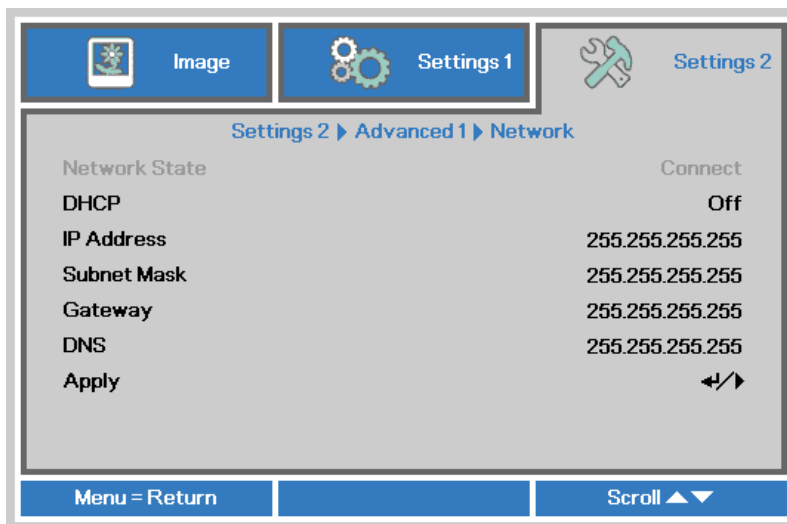 Image
Settings 1
Settings 2
Settings 2 Advanced 1 Network
Network State Connect
DHCP Off
IP Address 255.255.255.255
Subnet Mask 255.255.255.255
Gateway 255.255.255.255
DNS 255.255.255.255
Apply
Menu = Return
Scroll